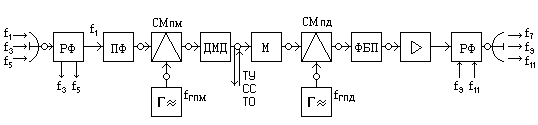 f1
f3
f5
РФ
f3 f5
f1
ПФ
СМпм
Г≈
fгпм
ДМД
ТУ
СС
ТО
М
СМпд
Г≈
fгпд
ФБП
РФ
f9 f11
f7
f9
f11